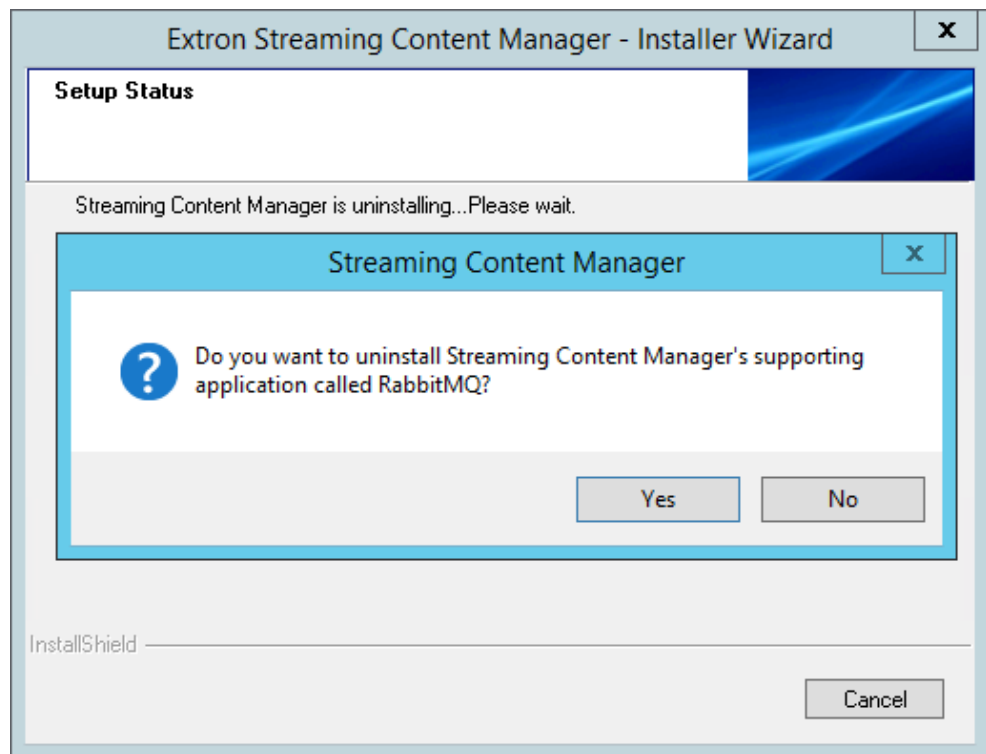 Extron Streaming Content Manager - Installer Wizard
x
Setup Status
Streaming Content Manager is uninstalling...Please wait.
Streaming Content Manager
x
?
Do you want to uninstall Streaming Content Manager's supporting
application called RabbitMQ?
Yes
No
InstallShield
Cancel